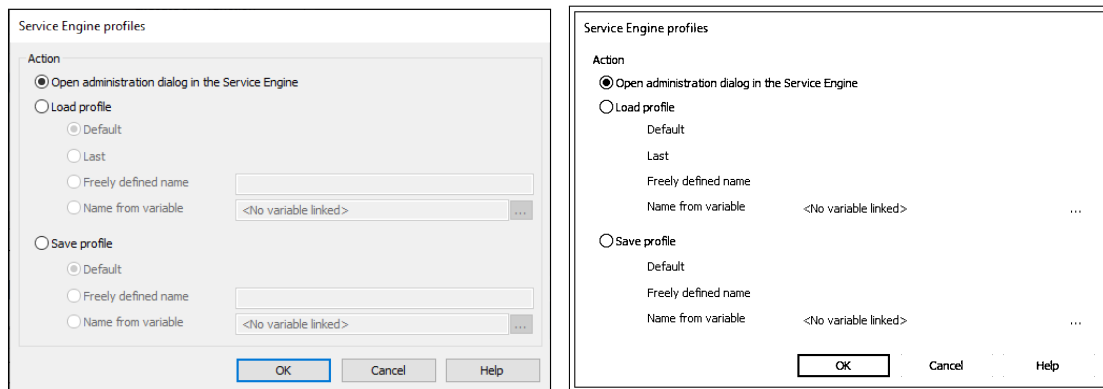 Service Engine profiles
Action
Open administration dialog in the Service Engine
Load profile
Default
Last
Freely defined name
Name from variable <No variable linked> ...
Save profile
Default
Freely defined name
Name from variable <No variable linked> ...
OK Cancel Help
Service Engine profiles
Action
Open administration dialog in the Service Engine
Load profile
Default
Last
Freely defined name
Name from variable <No variable linked> ...
Save profile
Default
Freely defined name
Name from variable <No variable linked> ...
OK Cancel Help